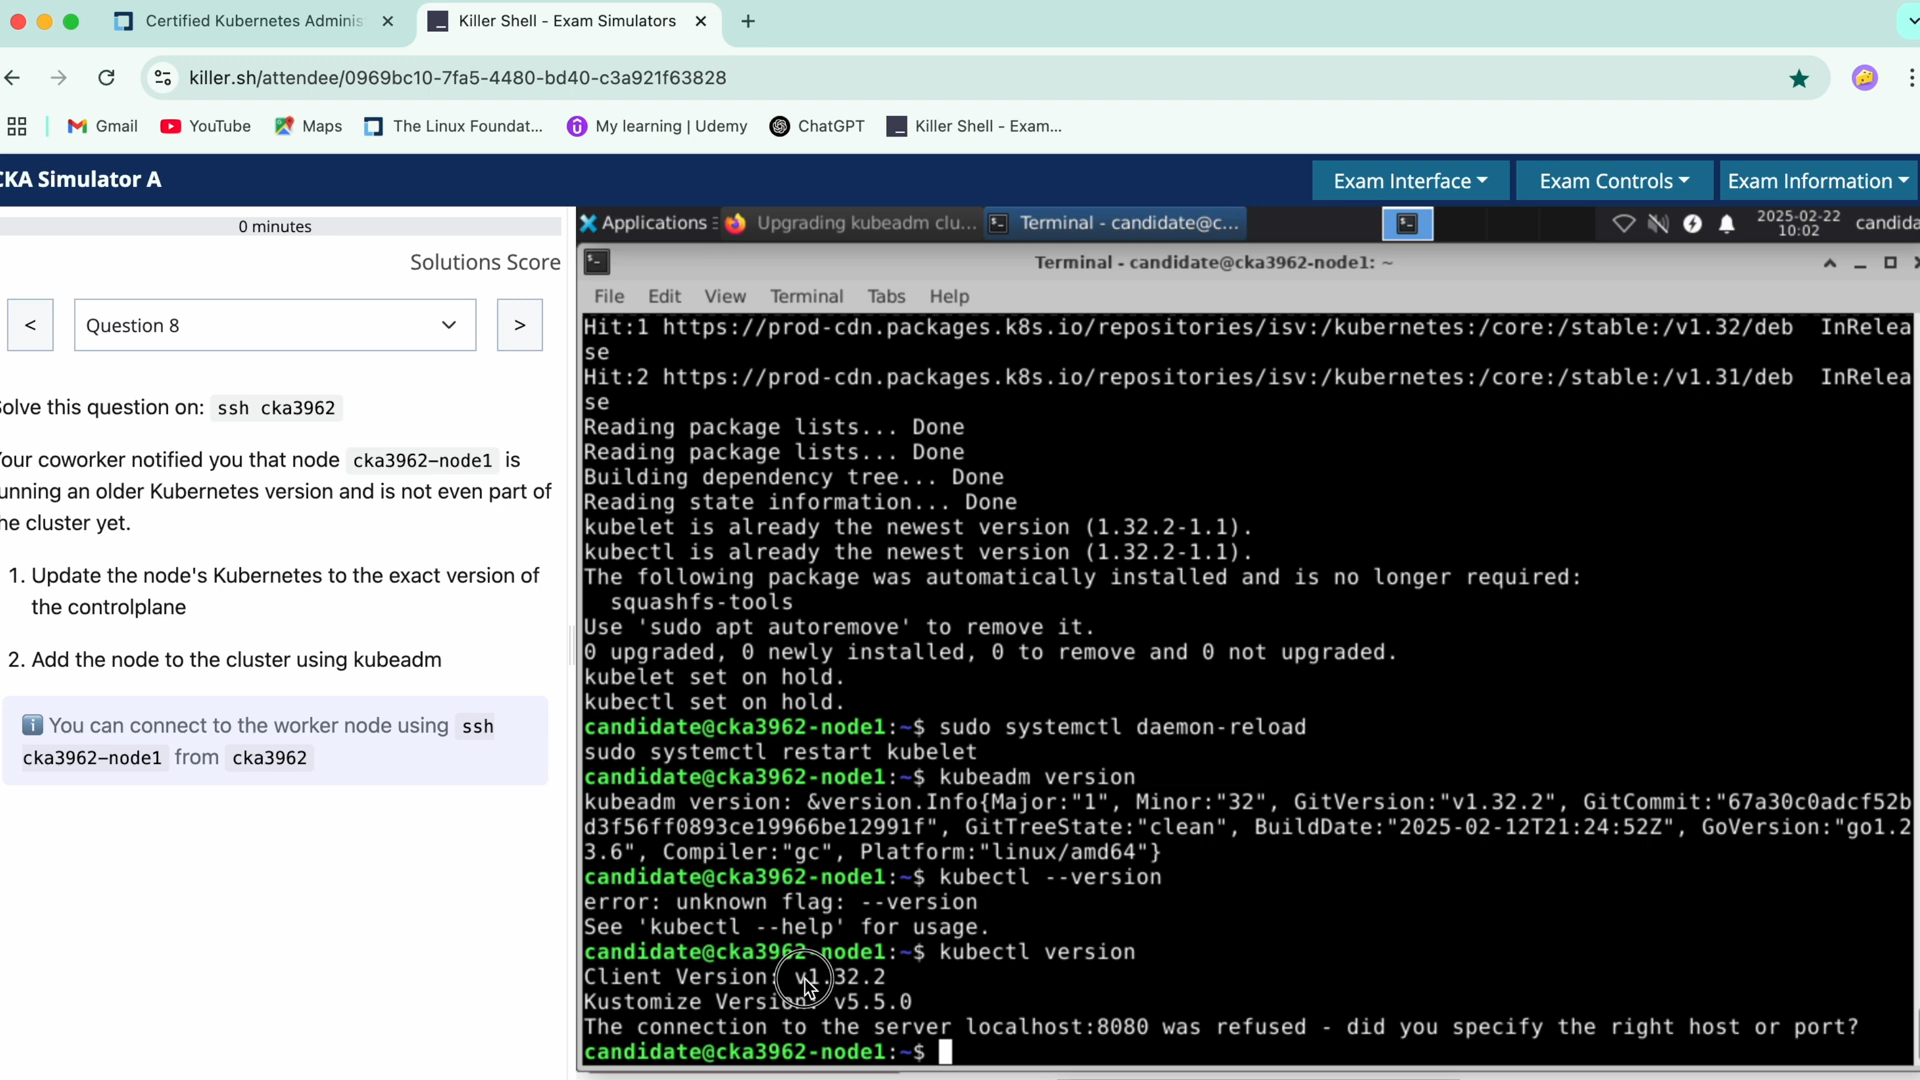 Certified Kubernetes Adminis
Killer Shell - Exam Simulators
killer.sh/attendee/0969bc10-7fa5-4480-bd40-c3a921f63828
Gmail YouTube Maps The Linux Foundat... My learning | Udemy ChatGPT Killer Shell - Exam...
CKA Simulator A
Exam Interface Exam Controls Exam Information
0 minutes
Solutions Score
< Question 8 >
Solve this question on: ssh cka3962
Your coworker notified you that node cka3962-node1 is
running an older Kubernetes version and is not even part of
the cluster yet.
1. Update the node's Kubernetes to the exact version of
the controlplane
2. Add the node to the cluster using kubeadm
You can connect to the worker node using ssh
cka3962-node1 from cka3962
Applications Upgrading kubeadm clu... Terminal - candidate@c...
2025-02-22
10:02
candida
Terminal - candidate@cka3962-node1: ~
File Edit View Terminal Tabs Help
Hit:1 https://prod-cdn.packages.k8s.io/repositories/isv:/kubernetes:/core:/stable:/v1.32/deb  InRelea
se
Hit:2 https://prod-cdn.packages.k8s.io/repositories/isv:/kubernetes:/core:/stable:/v1.31/deb  InRelea
se
Reading package lists... Done
Reading package lists... Done
Building dependency tree... Done
Reading state information... Done
kubelet is already the newest version (1.32.2-1.1).
kubectl is already the newest version (1.32.2-1.1).
The following package was automatically installed and is no longer required:
squashfs-tools
Use 'sudo apt autoremove' to remove it.
0 upgraded, 0 newly installed, 0 to remove and 0 not upgraded.
kubelet set on hold.
kubectl set on hold.
candidate@cka3962-node1:~$ sudo systemctl daemon-reload
sudo systemctl restart kubelet
candidate@cka3962-node1:~$ kubeadm version
kubeadm version: &version.Info{Major:"1", Minor:"32", GitVersion:"v1.32.2", GitCommit:"67a30c0adcf52b
d3f56ff0893ce19966be12991f", GitTreeState:"clean", BuildDate:"2025-02-12T21:24:52Z", GoVersion:"go1.2
3.6", Compiler:"gc", Platform:"linux/amd64"}
candidate@cka3962-node1:~$ kubectl --version
error: unknown flag: --version
See 'kubectl --help' for usage.
candidate@cka3962-node1:~$ kubectl version
Client Version: v1.32.2
Kustomize Version: v5.5.0
The connection to the server localhost:8080 was refused - did you specify the right host or port?
candidate@cka3962-node1:~$